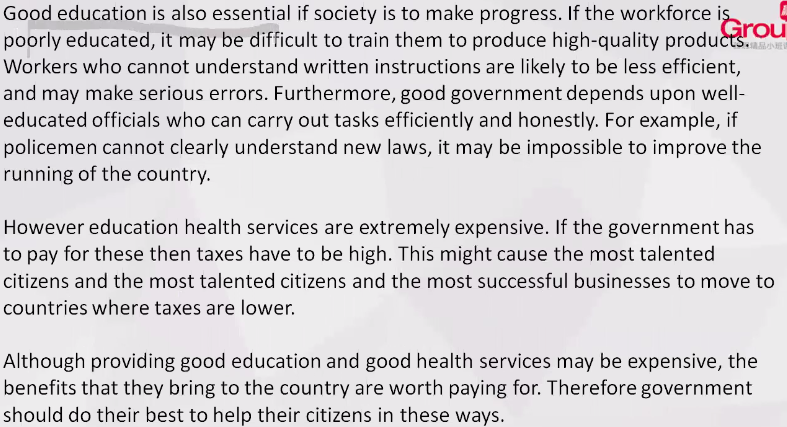 Good education is also essential if society is to make progress. If the workforce is
poorly educated, it may be difficult to train them to produce high-quality products.
Workers who cannot understand written instructions are likely to be less efficient,
and may make serious errors. Furthermore, good government depends upon well-
educated officials who can carry out tasks efficiently and honestly. For example, if
policemen cannot clearly understand new laws, it may be impossible to improve the
running of the country.
However education health services are extremely expensive. If the government has
to pay for these then taxes have to be high. This might cause the most talented
citizens and the most talented citizens and the most successful businesses to move to
countries where taxes are lower.
Although providing good education and good health services may be expensive, the
benefits that they bring to the country are worth paying for. Therefore government
should do their best to help their citizens in these ways.
Grou